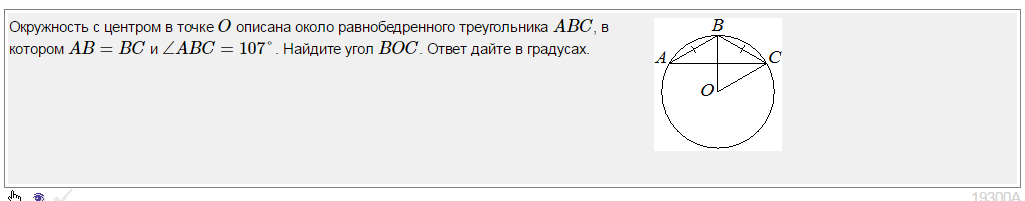 Окружность с центром в точке O описана около равнобедренного треугольника ABC, в
котором AB = BC и ∠ABC = 107°. Найдите угол BOC. Ответ дайте в градусах.
B
A
C
O
19300A